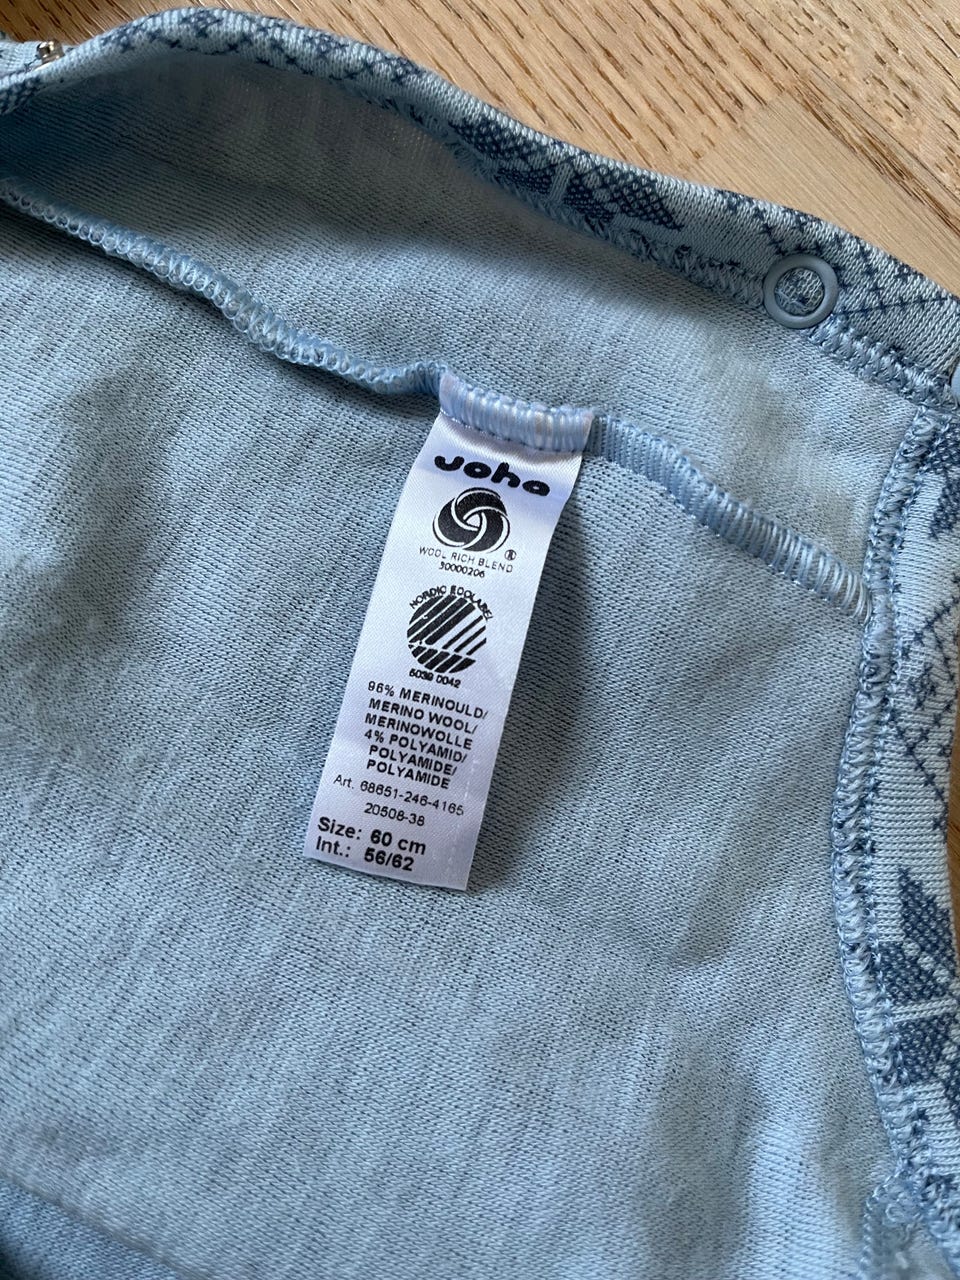 Joha
WOOL RICH BLEND ®
30000206
NORDIC ECOLABEL
5039 0042
96% MERINOULD/
MERINO WOOL/
MERINOWOLLE
4% POLYAMID/
POLYAMIDE/
POLYAMIDE
Art. 68651-246-4165
20508-38
Size: 60 cm
Int.: 56/62